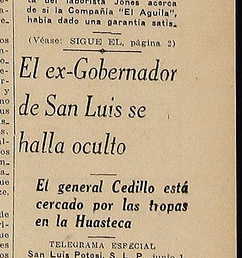 ta del laborista Jones acerca
de si la Compañía "El Aguila",
había dado una garantía satis-
(Véase: SIGUE EL, página 2)
El ex-Gobernador
de San Luis se
halla oculto
El general Cedillo está
cercado por las tropas
en la Huasteca
TELEGRAMA ESPECIAL
San Luis Potosí, S. L. P., junio 1